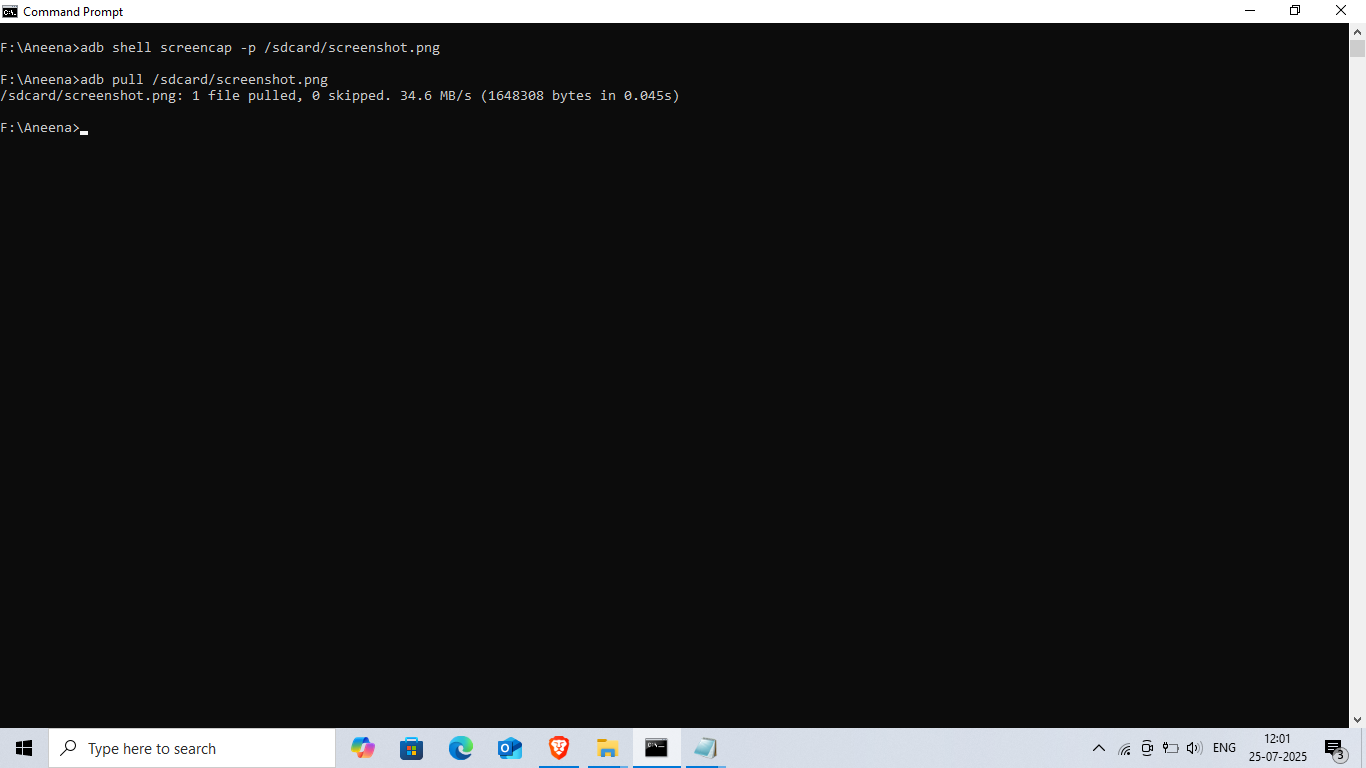 Command Prompt
F:\Aneena>adb shell screencap -p /sdcard/screenshot.png
F:\Aneena>adb pull /sdcard/screenshot.png
/sdcard/screenshot.png: 1 file pulled, 0 skipped. 34.6 MB/s (1648308 bytes in 0.045s)
F:\Aneena>
Type here to search
ENG
12:01
25-07-2025
3